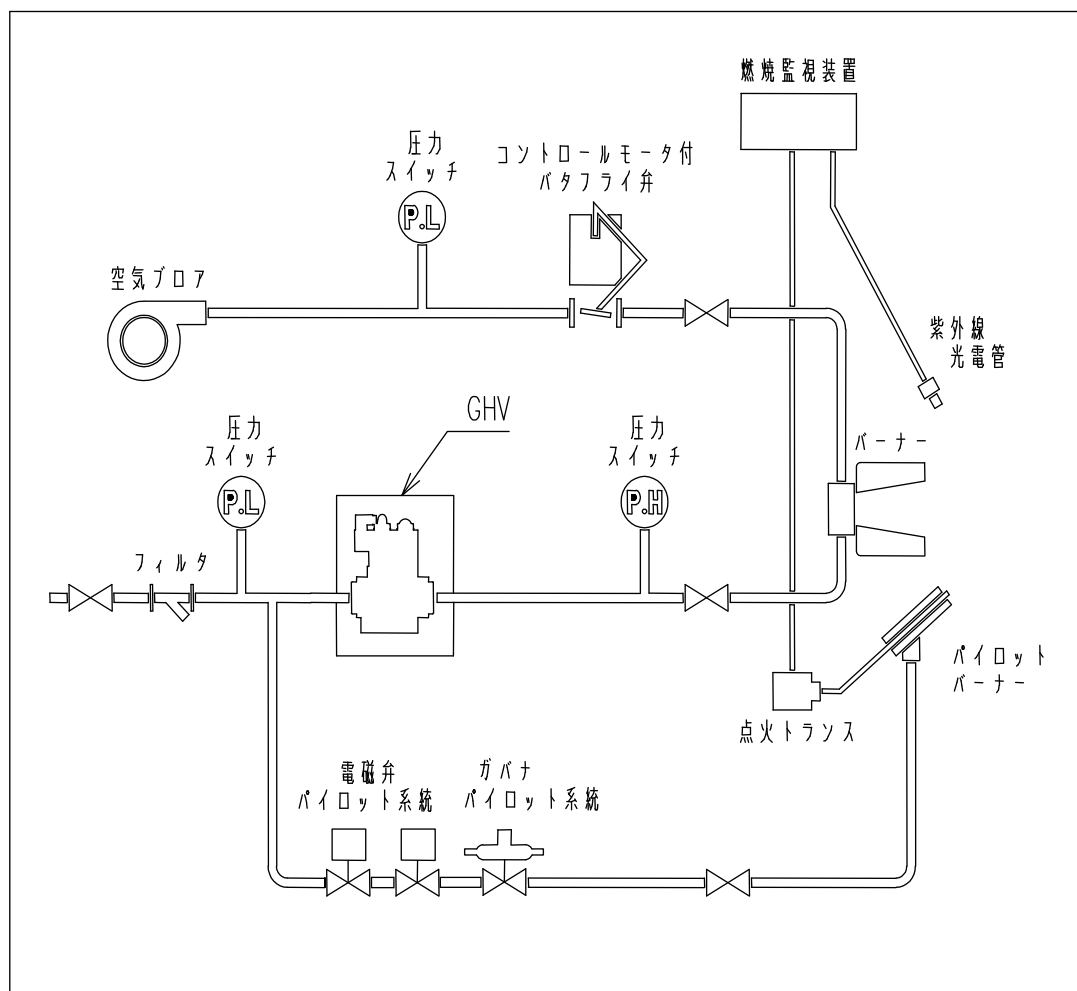 燃焼監視装置
圧力
スイッチ
コントロールモータ付
バタフライ弁
P.L
空気ブロア
紫外線
光電管
GHV
圧力
スイッチ
圧力
スイッチ
バーナー
P.L
P.H
フィルタ
パイロット
バーナー
点火トランス
電磁弁
パイロット系統
ガバナ
パイロット系統